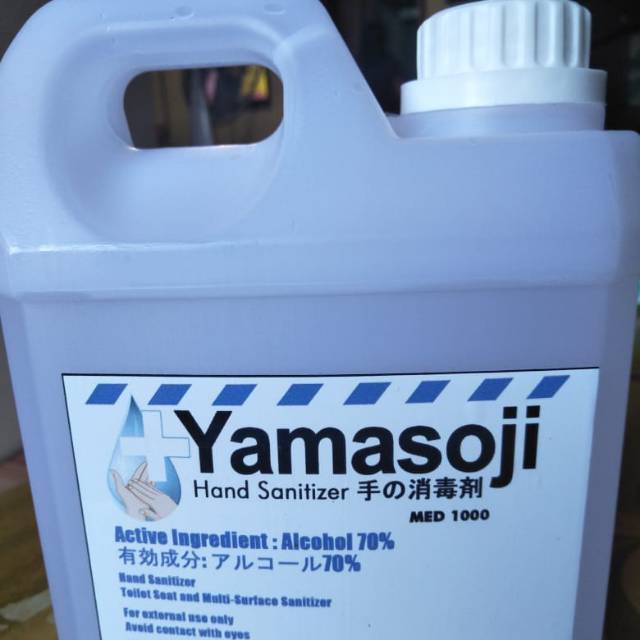 Yamasoji
Hand Sanitizer 手の消毒剤
MED 1000
Active Ingredient : Alcohol 70%
有効成分: アルコール70%
Hand Sanitizer
Toilet Seat and Multi-Surface Sanitizer
For external use only
Avoid contact with eyes